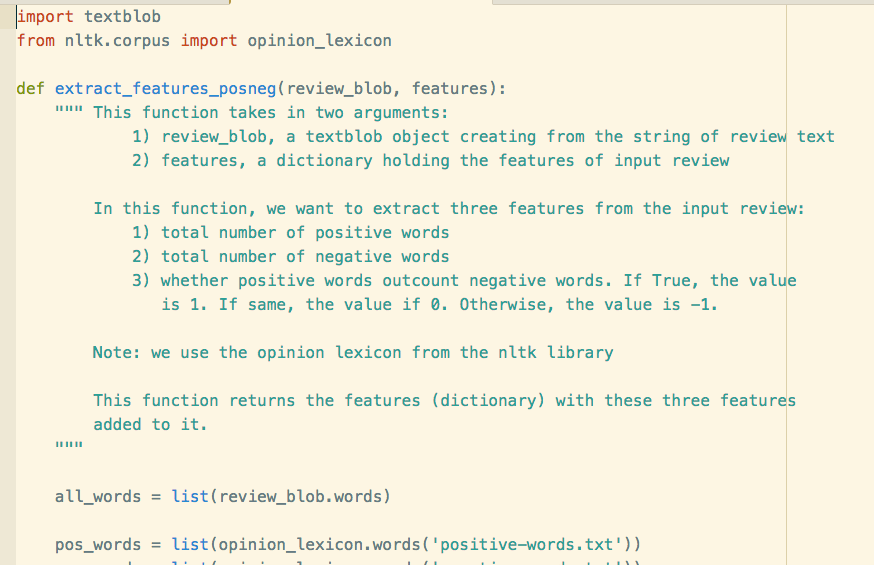 import textblob
from nltk.corpus import opinion_lexicon
def extract_features_posneg(review_blob, features):
""" This function takes in two arguments:
1) review_blob, a textblob object creating from the string of review text
2) features, a dictionary holding the features of input review
In this function, we want to extract three features from the input review:
1) total number of positive words
2) total number of negative words
3) whether positive words outcount negative words. If True, the value
is 1. If same, the value if 0. Otherwise, the value is -1.
Note: we use the opinion lexicon from the nltk library
This function returns the features (dictionary) with these three features
added to it.
"""
all_words = list(review_blob.words)
pos_words = list(opinion_lexicon.words('positive-words.txt'))